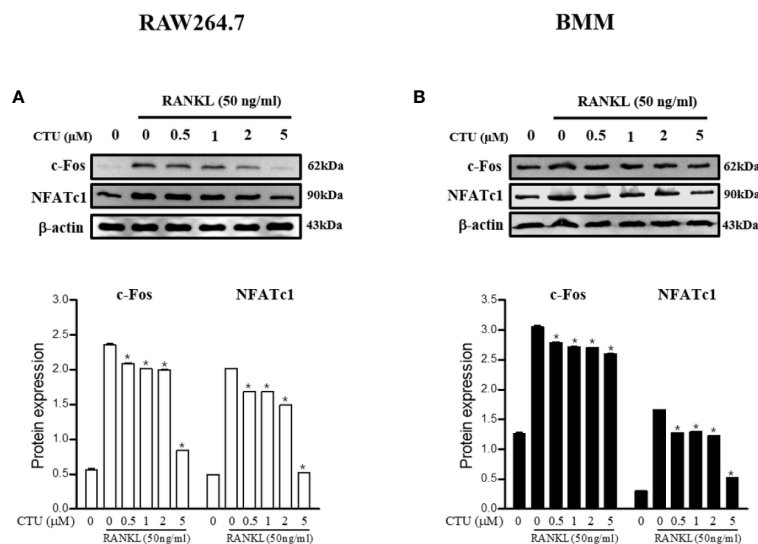 RAW264.7
BMM
A
RANKL (50 ng/ml)
CTU (μM) 0 0 0.5 1 2 5
c-Fos 62kDa
NFATc1 90kDa
β-actin 43kDa
B
RANKL (50 ng/ml)
CTU (μM) 0 0 0.5 1 2 5
c-Fos 62kDa
NFATc1 90kDa
β-actin 43kDa
c-Fos NFATc1
Protein expression
3.0
2.5
2.0
1.5
1.0
0.5
0.0
* * * * * * * *
CTU (μM) 0 0 0.5 1 2 5 0 0 0.5 1 2 5
RANKL (50ng/ml) RANKL (50ng/ml)
c-Fos NFATc1
Protein expression
3.5
3.0
2.5
2.0
1.5
1.0
0.5
0.0
* * * * * * * *
CTU (μM) 0 0 0.5 1 2 5 0 0 0.5 1 2 5
RANKL (50ng/ml) RANKL (50ng/ml)